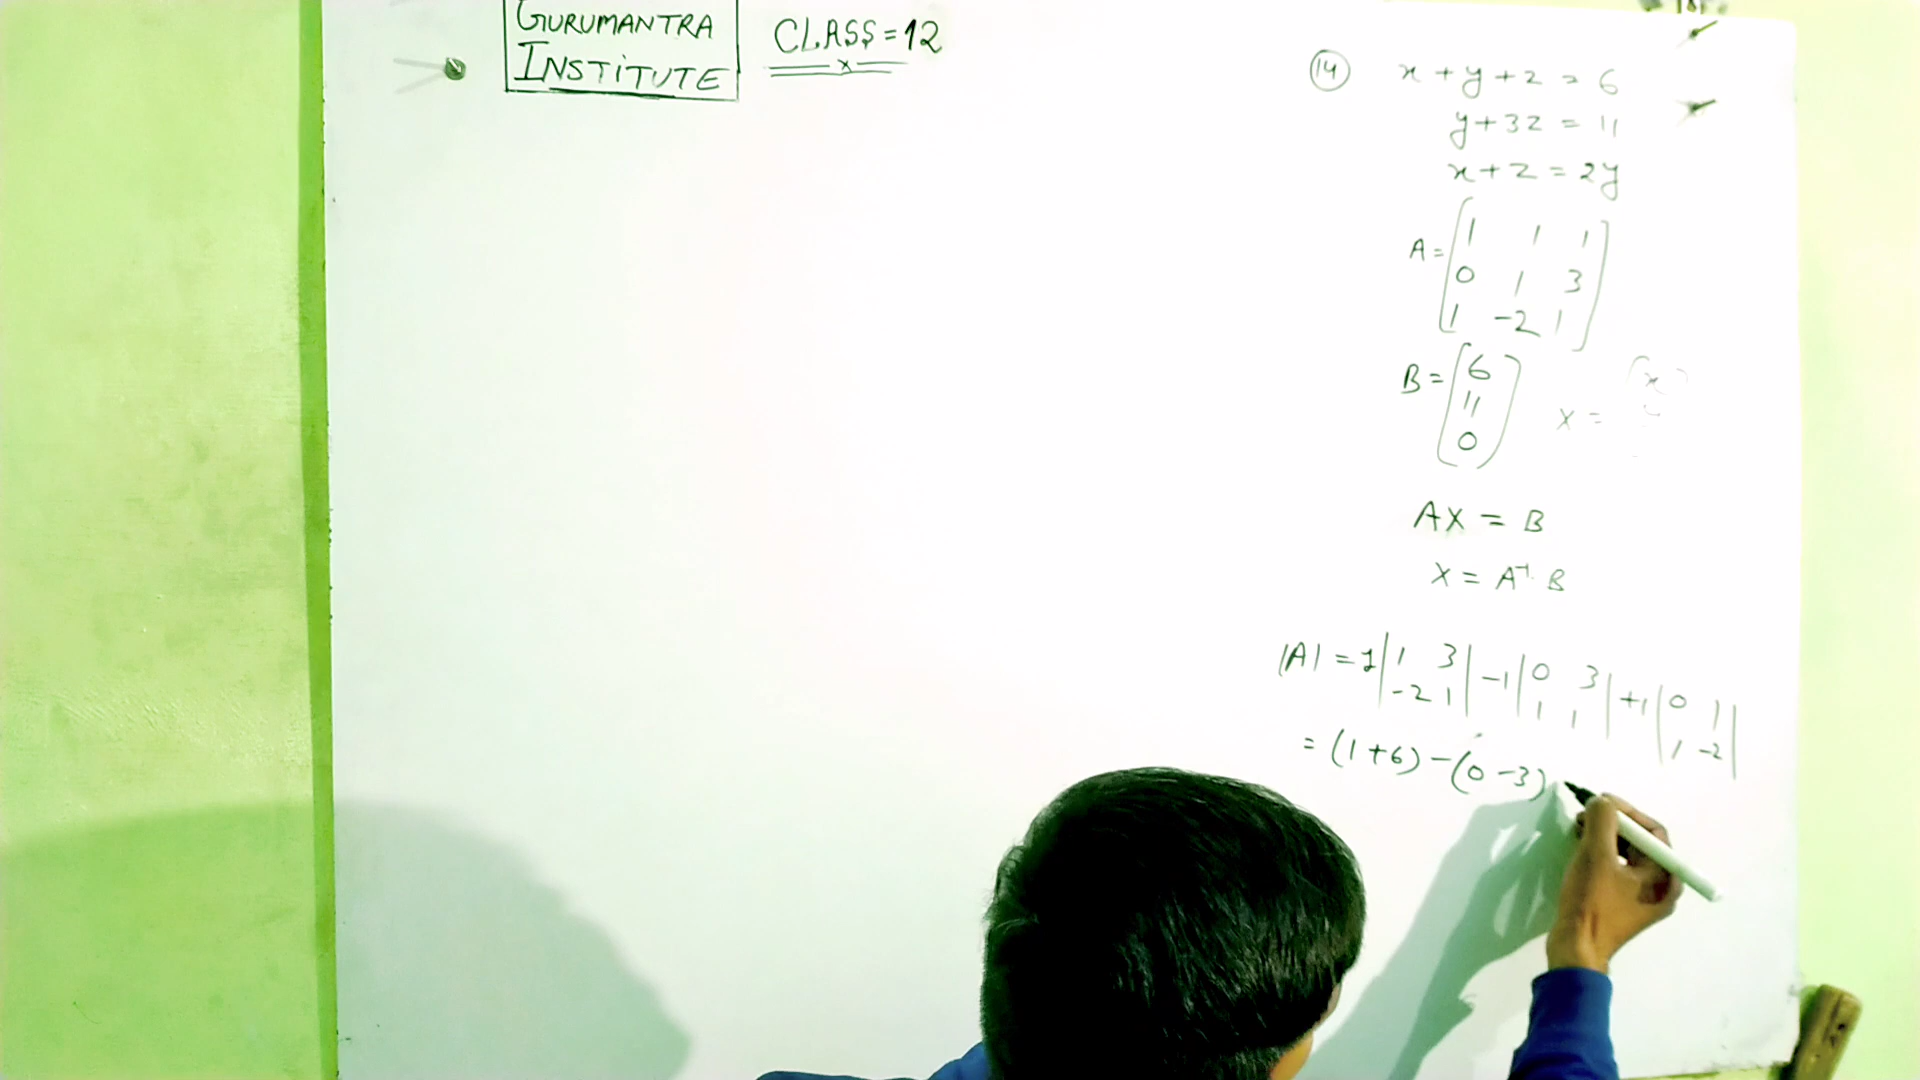 GURUMANTRA
INSTITUTE
CLASS = 12
x
(14) x + y + z = 6
y + 3z = 11
x + z = 2y
A = [1 1 1
0 1 3
1 -2 1]
B = [6
11
0]
x = [x
AX = B
X = A⁻¹. B
|A| = 1|1 3| -1|0 3| +1|0 1|
|-2 1| |1 1| |1 -2|
= (1 + 6) - (0 - 3)